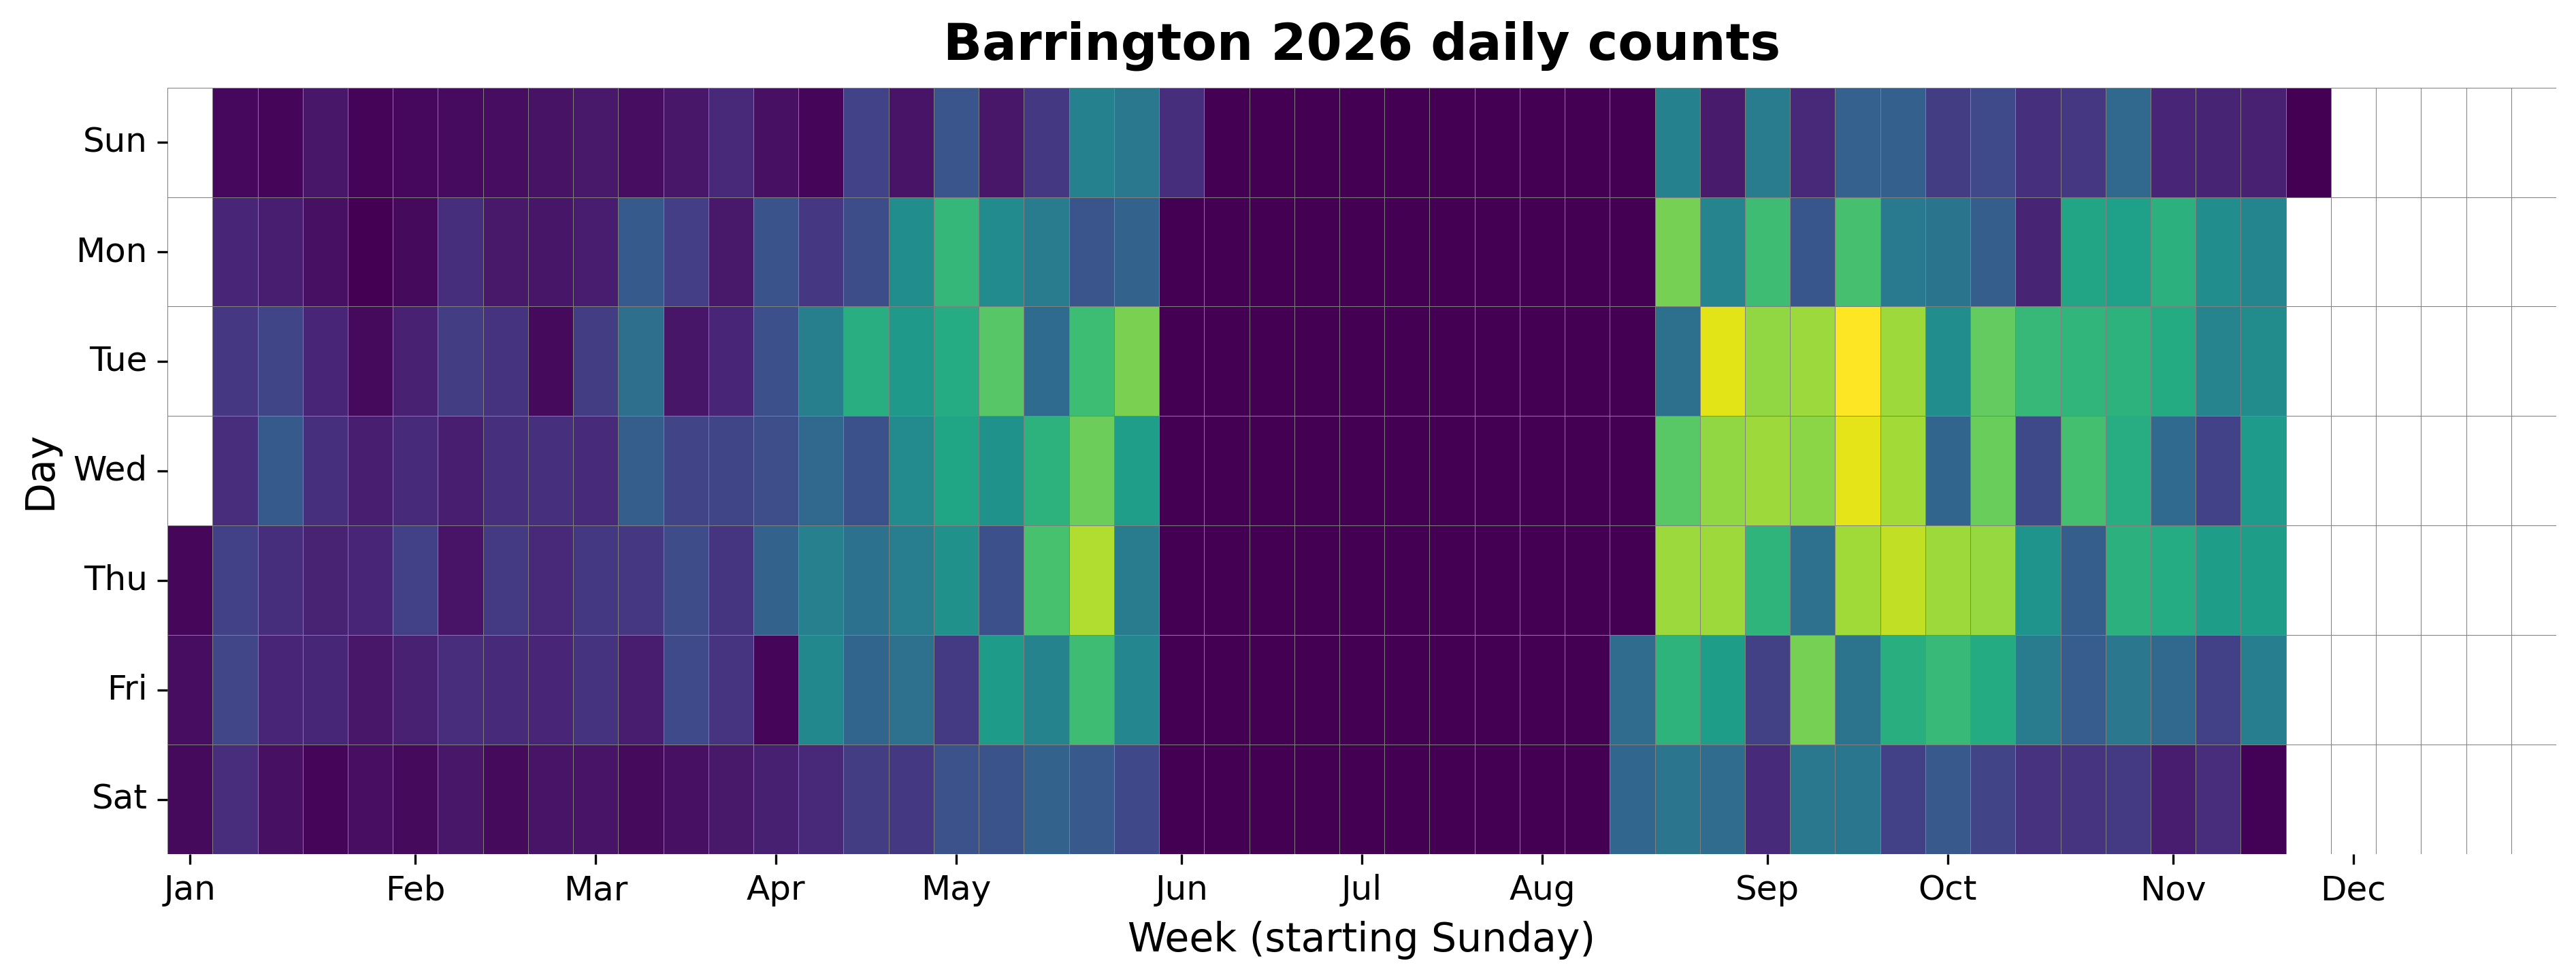 Barrington 2026 daily counts
Day
Sun
Mon
Tue
Wed
Thu
Fri
Sat
Jan Feb Mar Apr May Jun Jul Aug Sep Oct Nov Dec
Week (starting Sunday)